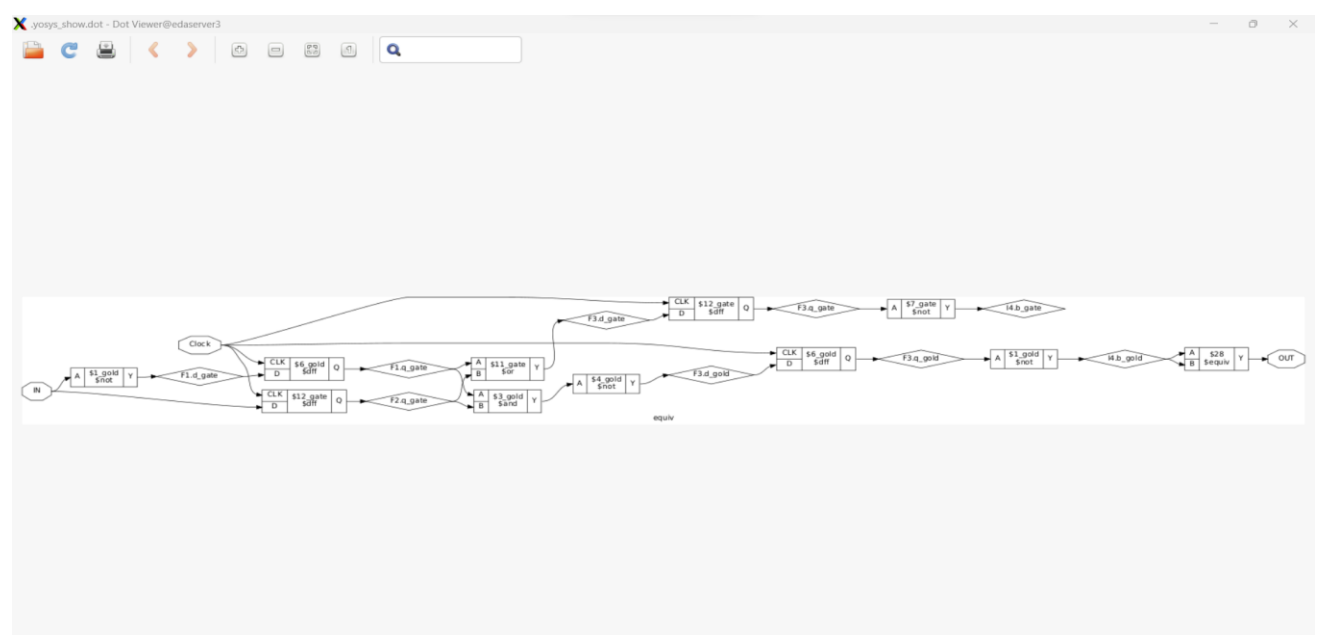 .yosys_show.dot - Dot Viewer@edaserver3
CLK $12_gate Q
D $dff
F3.q_gate
A $7_gate Y
$not
I4.b_gate
F3.d_gate
Clock
CLK $6_gold Q
D $dff
F3.q_gold
A $1_gold Y
$not
I4.b_gold
A $28 Y
B $equiv
OUT
IN
A $1_gold Y
$not
F1.d_gate
CLK $6_gold Q
D $dff
F1.q_gate
A $11_gate Y
B $or
A $4_gold Y
$not
F3.d_gold
CLK $12_gate Q
D $dff
F2.q_gate
A $3_gold Y
B $and
equiv